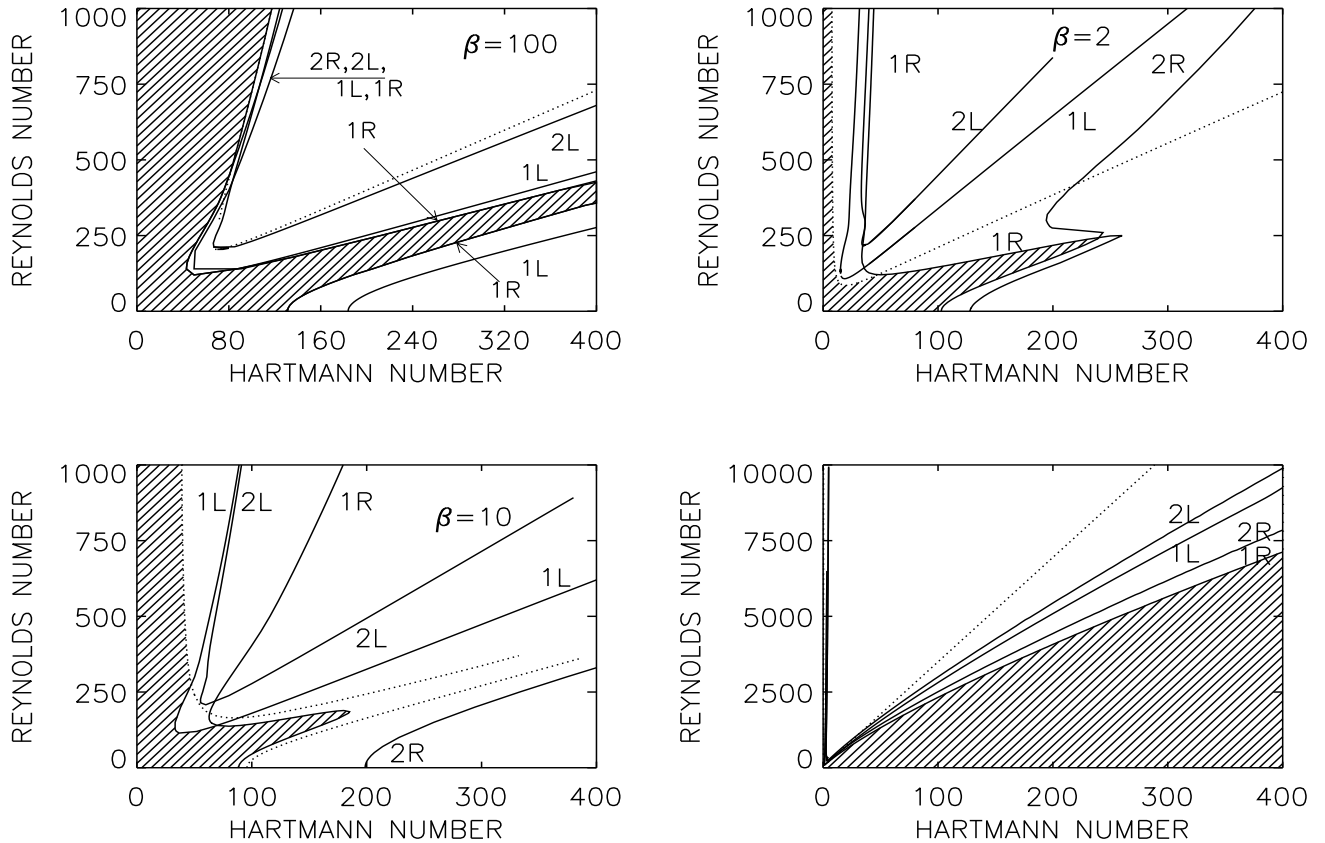 1000
750
500
250
0
REYNOLDS NUMBER
β=100
2R,2L,
1L,1R
1R
2L
1L
1L
1R
0 80 160 240 320 400
HARTMANN NUMBER
1000
750
500
250
0
REYNOLDS NUMBER
1R
β=2
2R
2L
1L
1R
0 100 200 300 400
HARTMANN NUMBER
1000
750
500
250
0
REYNOLDS NUMBER
1L 2L
1R
β=10
1L
2L
2R
0 100 200 300 400
HARTMANN NUMBER
10000
7500
5000
2500
0
REYNOLDS NUMBER
2L
2R
1L
1R
0 100 200 300 400
HARTMANN NUMBER